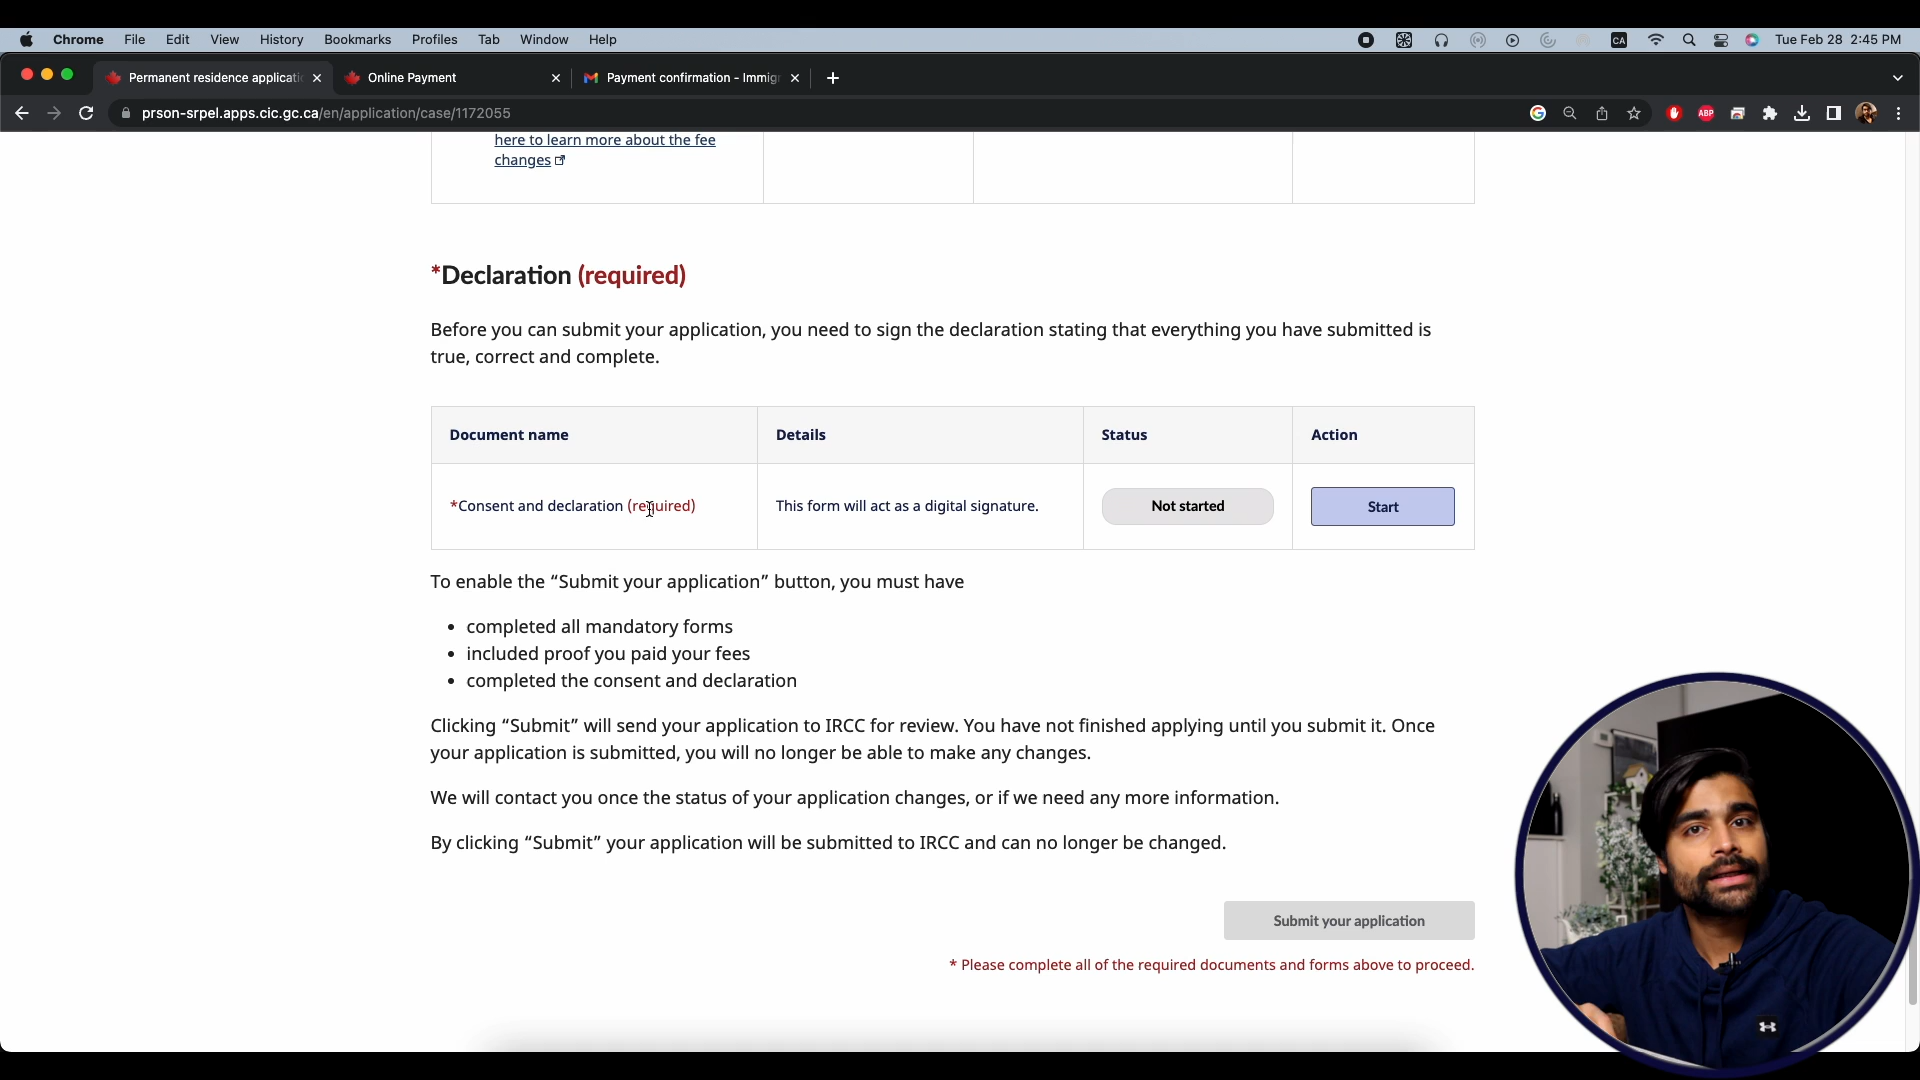 Chrome File Edit View History Bookmarks Profiles Tab Window Help CA Tue Feb 28 2:45 PM
Permanent residence applicati Online Payment Payment confirmation - Immigr
prson-srpel.apps.cic.gc.ca/en/application/case/1172055 ABP
here to learn more about the fee
changes
*Declaration (required)
Before you can submit your application, you need to sign the declaration stating that everything you have submitted is
true, correct and complete.
Document name Details Status Action
*Consent and declaration (required) This form will act as a digital signature. Not started Start
To enable the “Submit your application” button, you must have
• completed all mandatory forms
• included proof you paid your fees
• completed the consent and declaration
Clicking “Submit” will send your application to IRCC for review. You have not finished applying until you submit it. Once
your application is submitted, you will no longer be able to make any changes.
We will contact you once the status of your application changes, or if we need any more information.
By clicking “Submit” your application will be submitted to IRCC and can no longer be changed.
Submit your application
* Please complete all of the required documents and forms above to proceed.